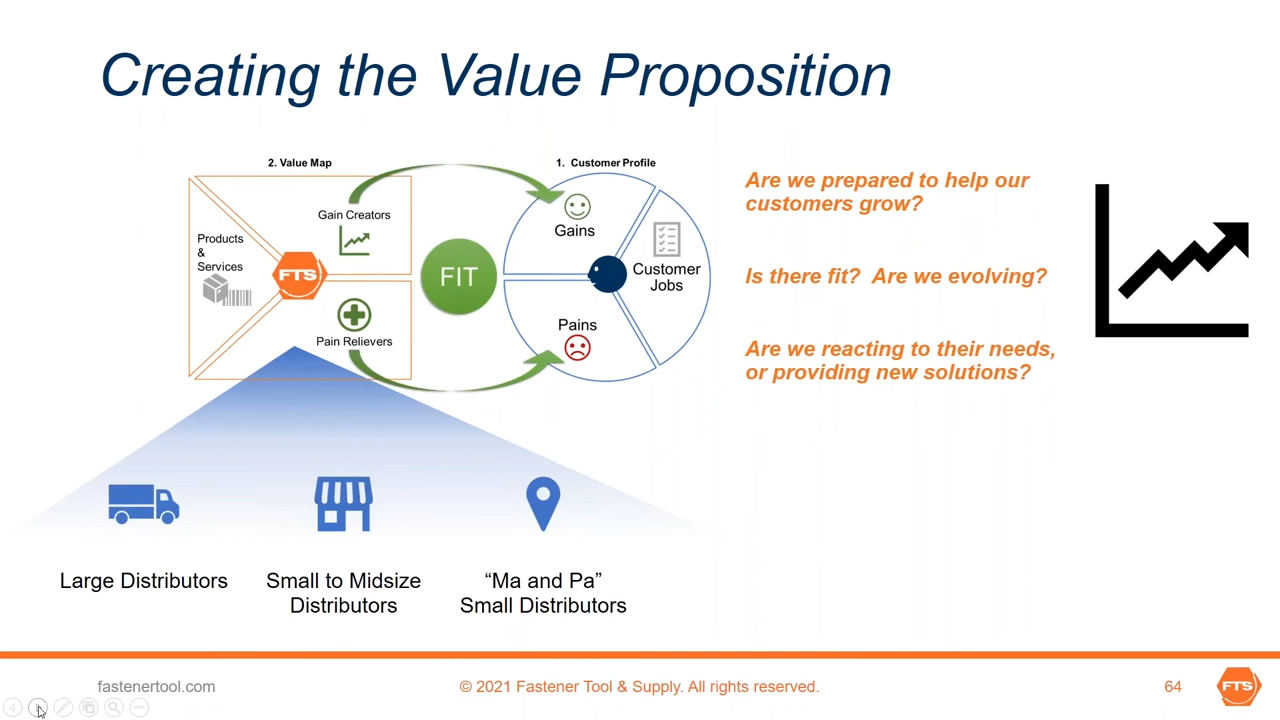 Creating the Value Proposition
2. Value Map
1. Customer Profile
Gain Creators
Products
&
Services
FTS
Pain Relievers
FIT
Gains
Customer
Jobs
Pains
Are we prepared to help our
customers grow?
Is there fit? Are we evolving?
Are we reacting to their needs,
or providing new solutions?
Large Distributors
Small to Midsize
Distributors
“Ma and Pa”
Small Distributors
fastenertool.com
© 2021 Fastener Tool & Supply. All rights reserved.
64
FTS